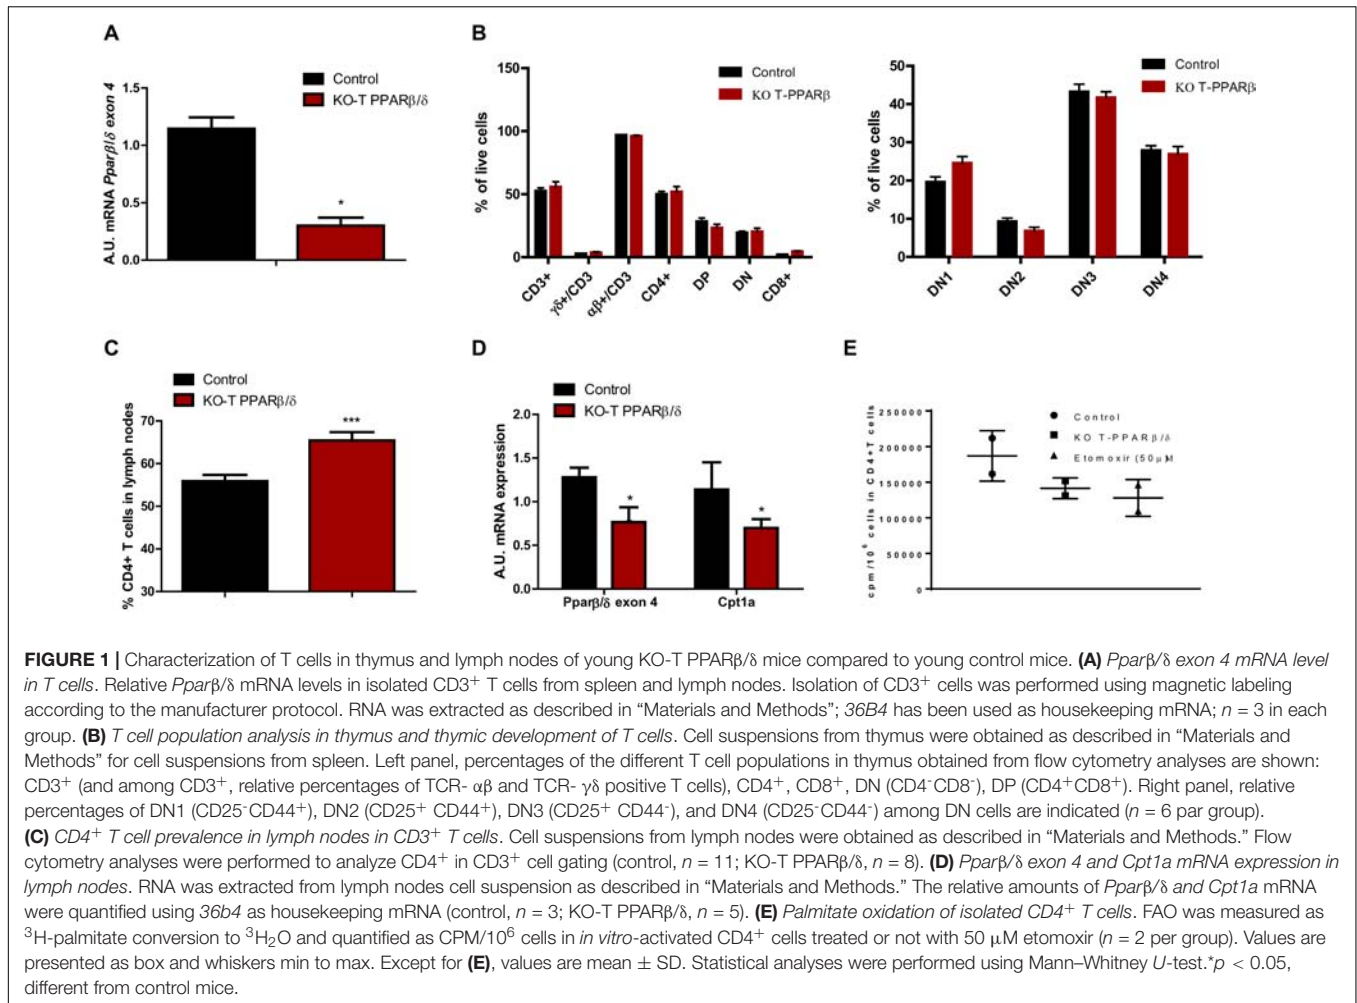 A
Control
KO-T PPARβ/δ
A.U. mRNA Pparβ/δ exon 4
1.5
1.0
0.5
0.0
*
B
Control
KO T-PPARβ
% of live cells
150
100
50
0
CD3+
γδ+/CD3
αβ+/CD3
CD4+
DP
DN
CD8+
Control
KO T-PPARβ
% of live cells
50
40
30
20
10
0
DN1
DN2
DN3
DN4
C
Control
KO-T PPARβ/δ
% CD4+ T cells in lymph nodes
70
60
50
40
30
***
D
Control
KO-T PPARβ/δ
A.U. mRNA expression
2.0
1.5
1.0
0.5
0.0
*
*
Pparβ/δ exon 4
Cpt1a
E
Control
KO T-PPARβ/δ
Etomoxir (50μM
cpm/10⁶ cells in CD4+T cells
250000
200000
150000
100000
50000
0
FIGURE 1 | Characterization of T cells in thymus and lymph nodes of young KO-T PPARβ/δ mice compared to young control mice. (A) Pparβ/δ exon 4 mRNA level
in T cells. Relative Pparβ/δ mRNA levels in isolated CD3⁺ T cells from spleen and lymph nodes. Isolation of CD3⁺ cells was performed using magnetic labeling
according to the manufacturer protocol. RNA was extracted as described in “Materials and Methods”; 36B4 has been used as housekeeping mRNA; n = 3 in each
group. (B) T cell population analysis in thymus and thymic development of T cells. Cell suspensions from thymus were obtained as described in “Materials and
Methods” for cell suspensions from spleen. Left panel, percentages of the different T cell populations in thymus obtained from flow cytometry analyses are shown:
CD3⁺ (and among CD3⁺, relative percentages of TCR- αβ and TCR- γδ positive T cells), CD4⁺, CD8⁺, DN (CD4⁻CD8⁻), DP (CD4⁺CD8⁺). Right panel, relative
percentages of DN1 (CD25⁻CD44⁺), DN2 (CD25⁺ CD44⁺), DN3 (CD25⁺ CD44⁻), and DN4 (CD25⁻CD44⁻) among DN cells are indicated (n = 6 par group).
(C) CD4⁺ T cell prevalence in lymph nodes in CD3⁺ T cells. Cell suspensions from lymph nodes were obtained as described in “Materials and Methods.” Flow
cytometry analyses were performed to analyze CD4⁺ in CD3⁺ cell gating (control, n = 11; KO-T PPARβ/δ, n = 8). (D) Pparβ/δ exon 4 and Cpt1a mRNA expression in
lymph nodes. RNA was extracted from lymph nodes cell suspension as described in “Materials and Methods.” The relative amounts of Pparβ/δ and Cpt1a mRNA
were quantified using 36b4 as housekeeping mRNA (control, n = 3; KO-T PPARβ/δ, n = 5). (E) Palmitate oxidation of isolated CD4⁺ T cells. FAO was measured as
³H-palmitate conversion to ³H₂O and quantified as CPM/10⁶ cells in in vitro-activated CD4⁺ cells treated or not with 50 μM etomoxir (n = 2 per group). Values are
presented as box and whiskers min to max. Except for (E), values are mean ± SD. Statistical analyses were performed using Mann–Whitney U-test.*p < 0.05,
different from control mice.